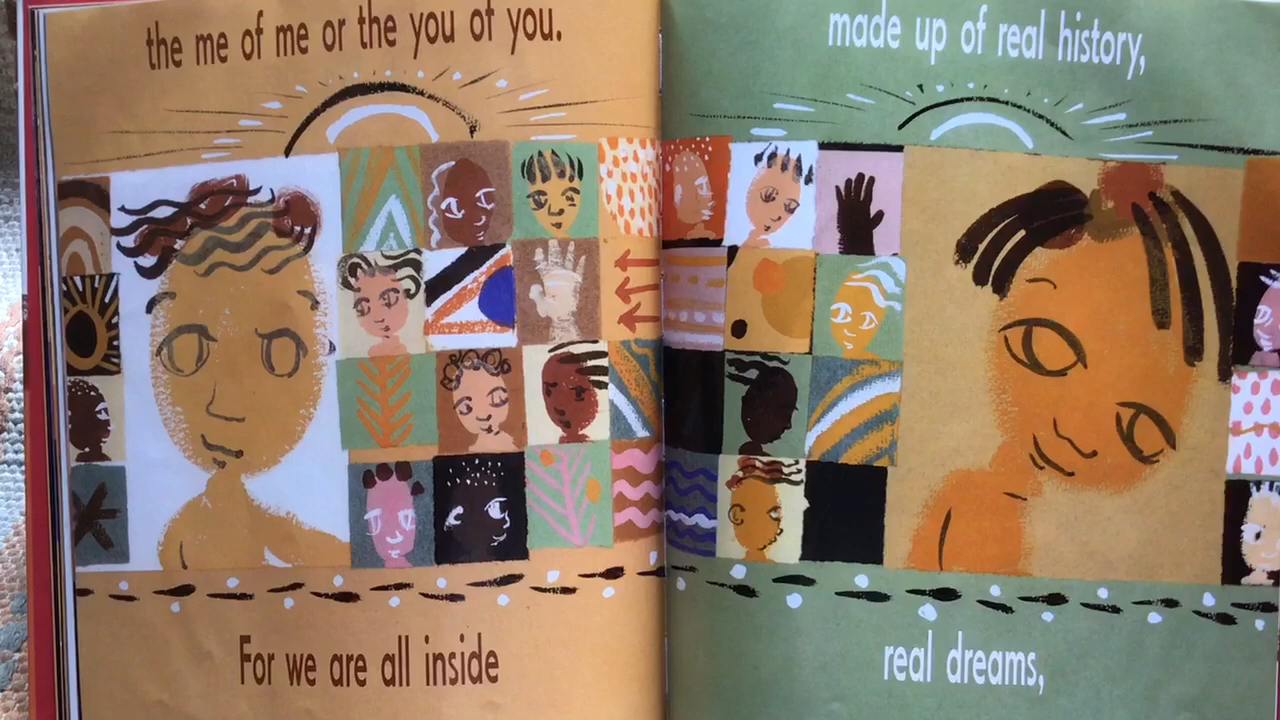 the me of me or the you of you.
For we are all inside
made up of real history,
real dreams,